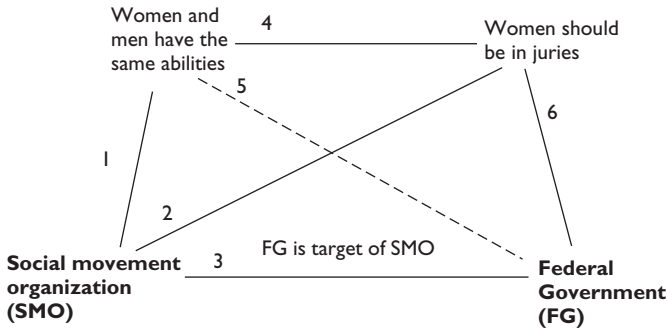 Women and
men have the
same abilities
4
Women should
be in juries
5
6
1
2
3
FG is target of SMO
Social movement
organization
(SMO)
Federal
Government
(FG)